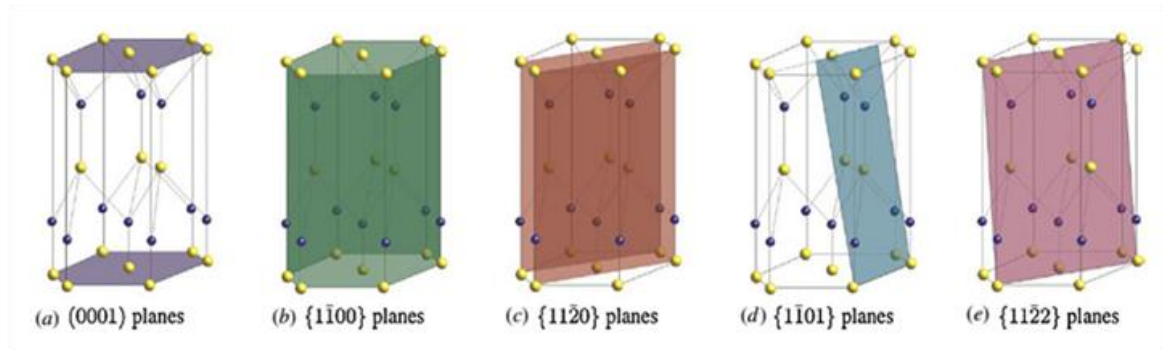 (a) (0001) planes
(b) {11̄00} planes
(c) {112̄0} planes
(d) {11̄01} planes
(e) {112̄2} planes